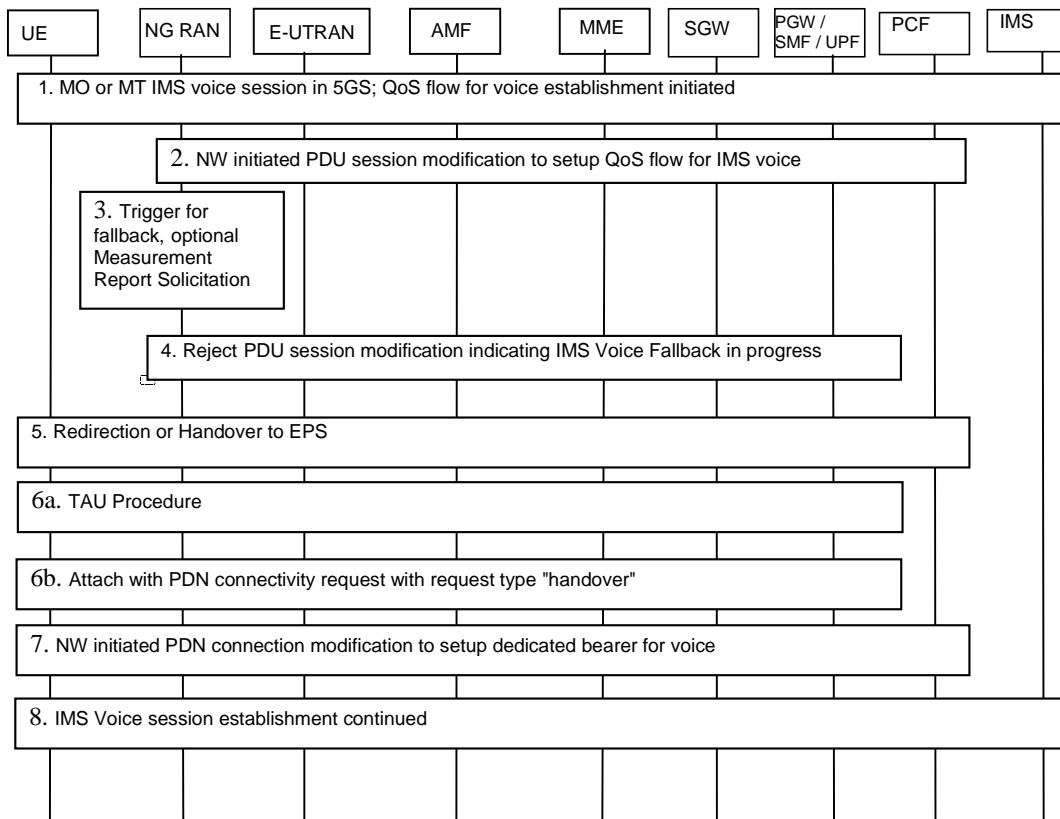 UE
NG RAN
E-UTRAN
AMF
MME
SGW
PGW /
SMF / UPF
PCF
IMS
1. MO or MT IMS voice session in 5GS; QoS flow for voice establishment initiated
2. NW initiated PDU session modification to setup QoS flow for IMS voice
3. Trigger for
fallback, optional
Measurement
Report Solicitation
4. Reject PDU session modification indicating IMS Voice Fallback in progress
5. Redirection or Handover to EPS
6a. TAU Procedure
6b. Attach with PDN connectivity request with request type "handover"
7. NW initiated PDN connection modification to setup dedicated bearer for voice
8. IMS Voice session establishment continued